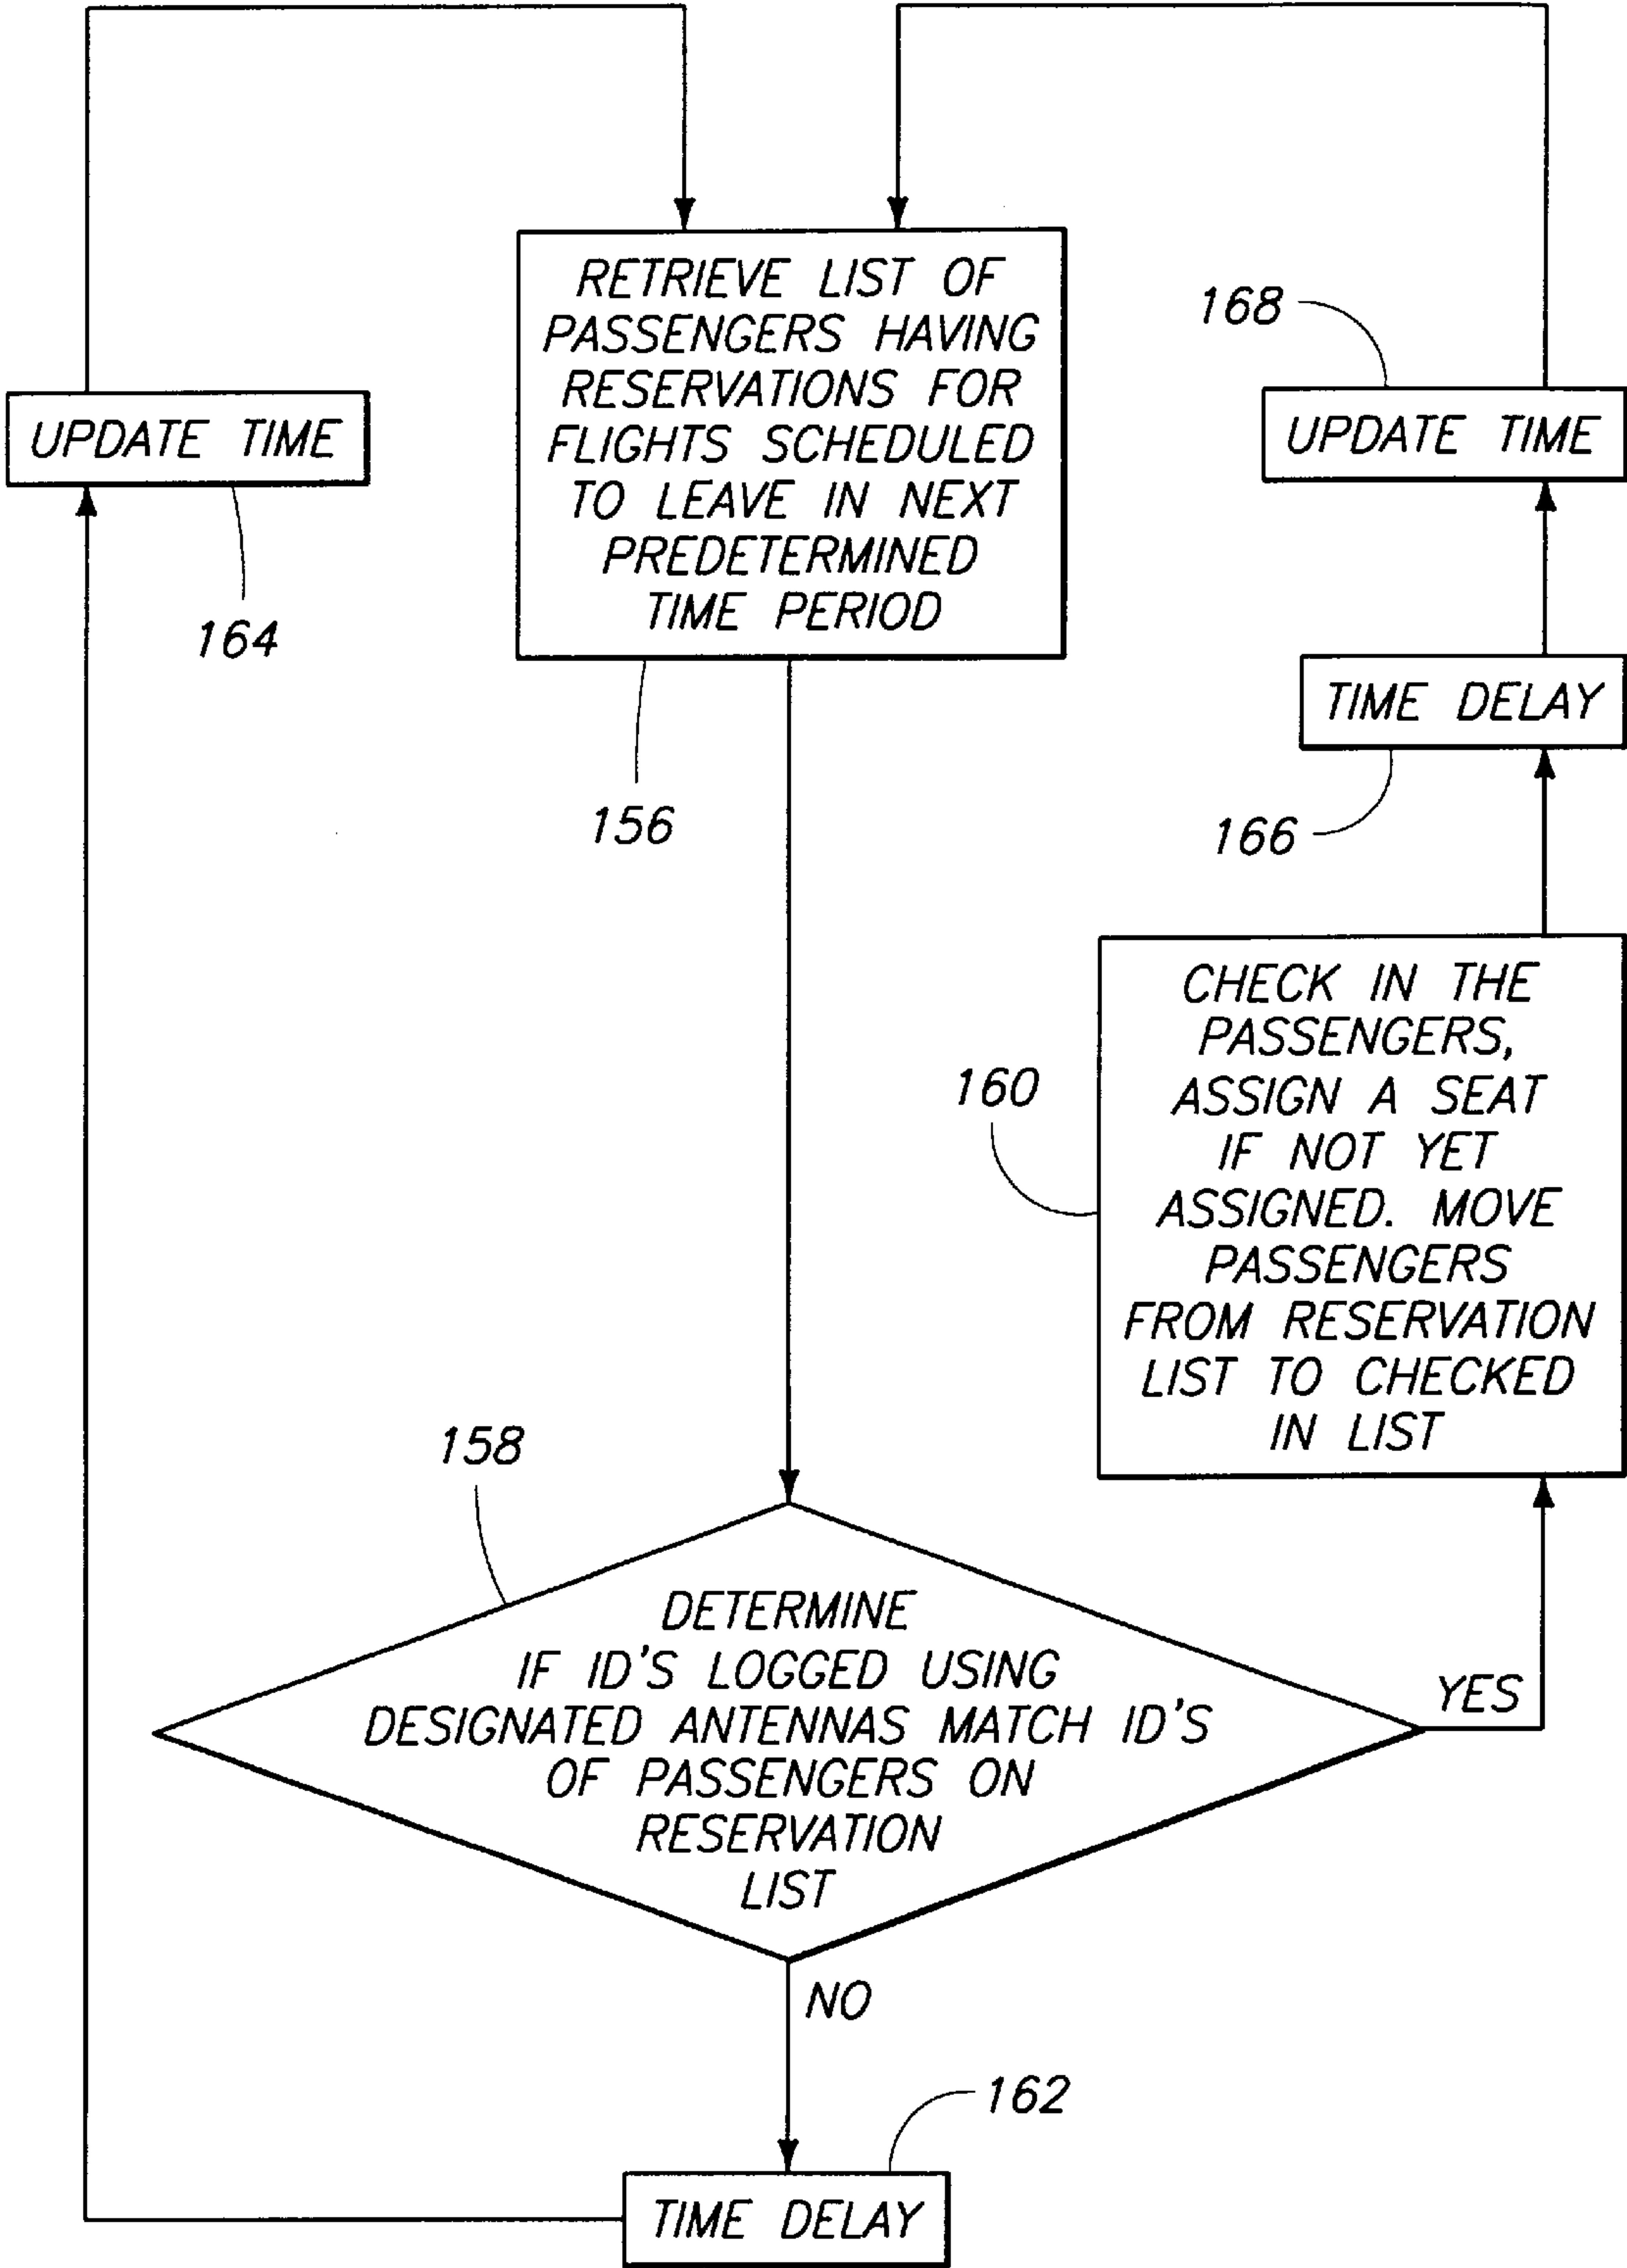 RETRIEVE LIST OF
PASSENGERS HAVING
RESERVATIONS FOR
FLIGHTS SCHEDULED
TO LEAVE IN NEXT
PREDETERMINED
TIME PERIOD
156
UPDATE TIME
164
168
UPDATE TIME
TIME DELAY
166
CHECK IN THE
PASSENGERS,
ASSIGN A SEAT
IF NOT YET
ASSIGNED. MOVE
PASSENGERS
FROM RESERVATION
LIST TO CHECKED
IN LIST
160
158
DETERMINE
IF ID'S LOGGED USING
DESIGNATED ANTENNAS MATCH ID'S
OF PASSENGERS ON
RESERVATION
LIST
YES
NO
162
TIME DELAY